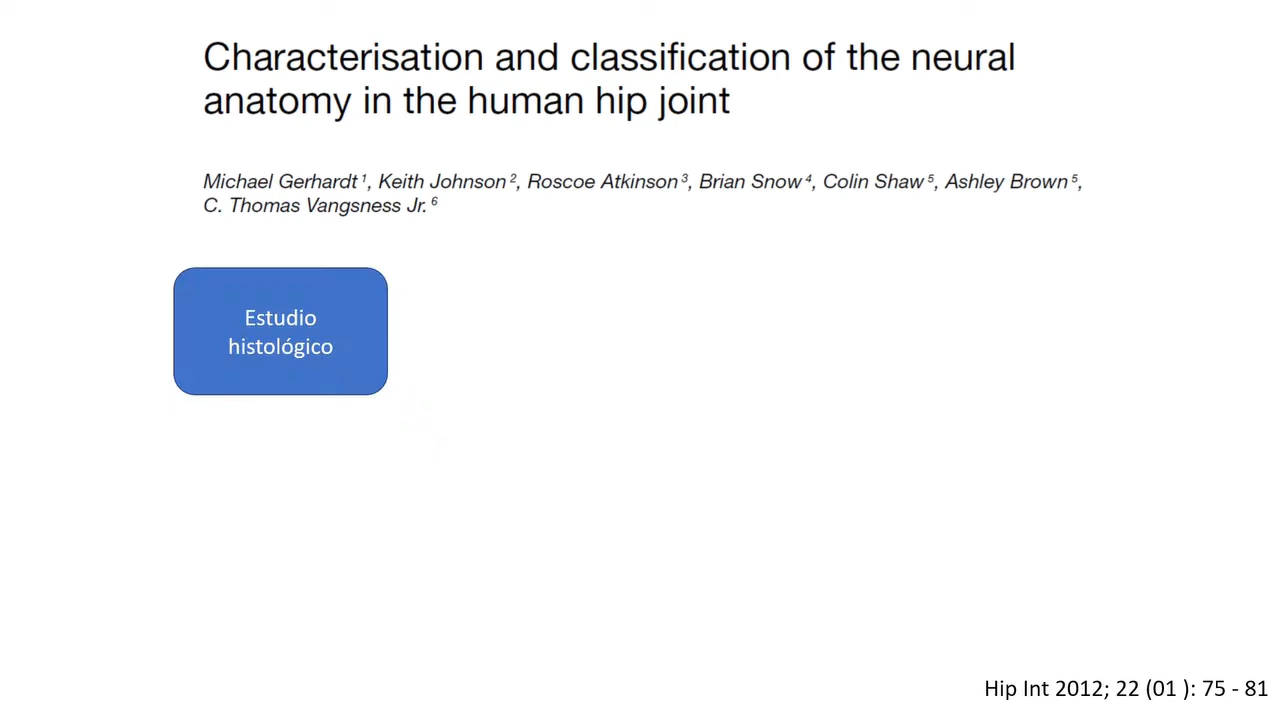 Characterisation and classification of the neural
anatomy in the human hip joint
Michael Gerhardt ¹, Keith Johnson ², Roscoe Atkinson ³, Brian Snow ⁴, Colin Shaw ⁵, Ashley Brown ⁵,
C. Thomas Vangsness Jr. ⁶
Estudio
histológico
Hip Int 2012; 22 (01 ): 75 - 81